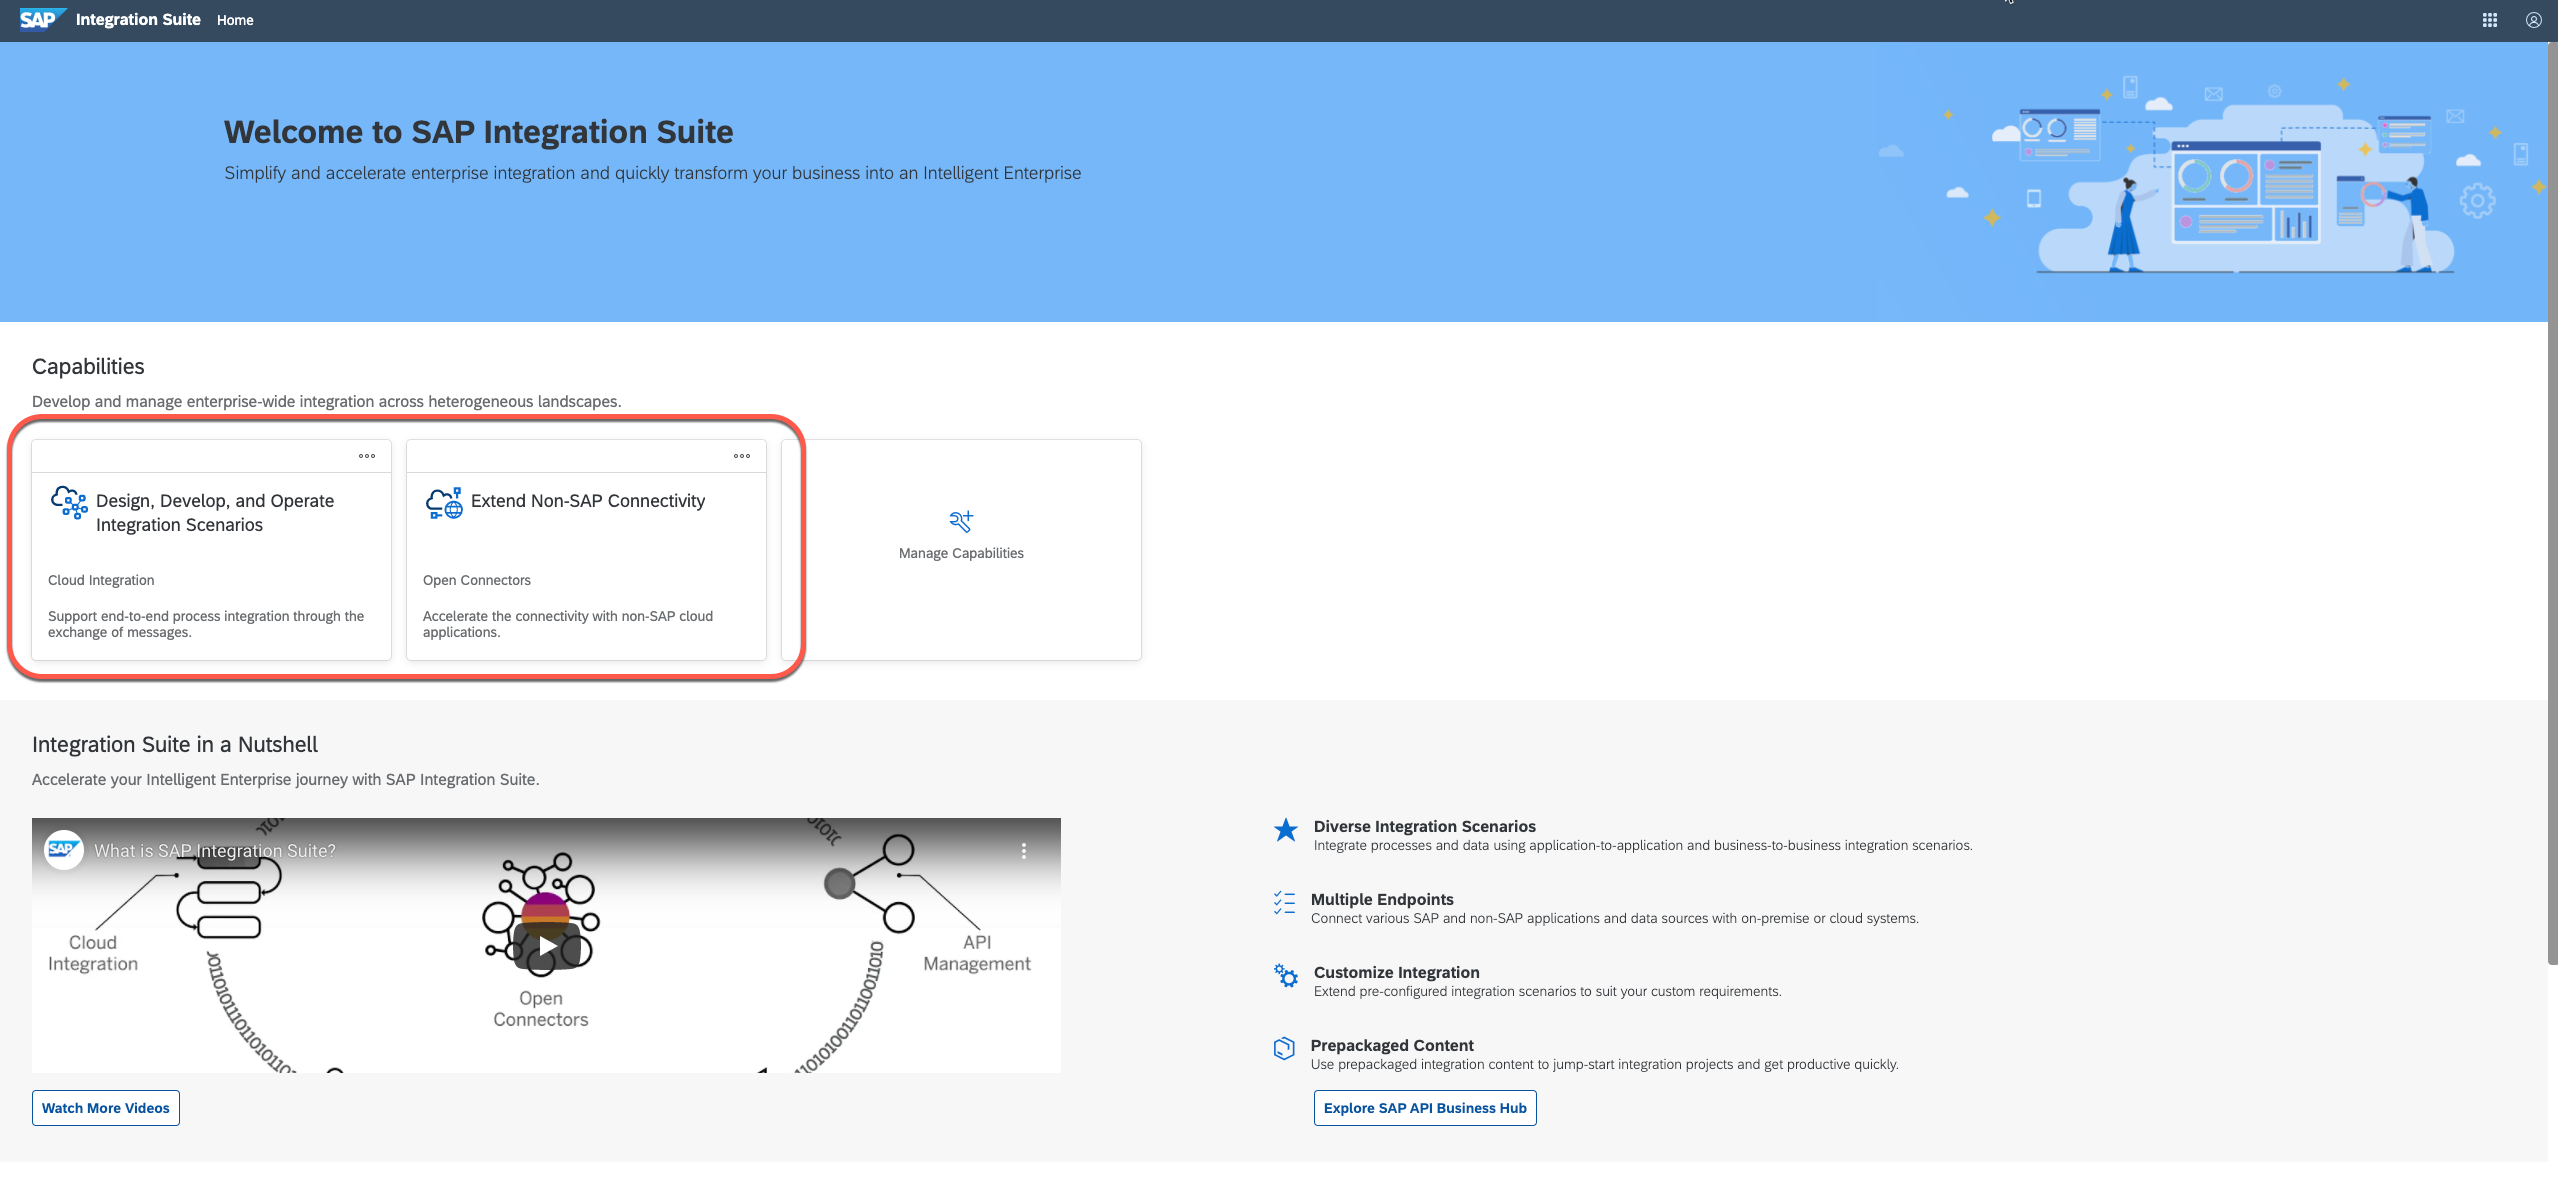 SAP Integration Suite Home
Welcome to SAP Integration Suite
Simplify and accelerate enterprise integration and quickly transform your business into an Intelligent Enterprise
Capabilities
Develop and manage enterprise-wide integration across heterogeneous landscapes.
Design, Develop, and Operate
Integration Scenarios
Cloud Integration
Support end-to-end process integration through the
exchange of messages.
Extend Non-SAP Connectivity
Open Connectors
Accelerate the connectivity with non-SAP cloud
applications.
Manage Capabilities
Integration Suite in a Nutshell
Accelerate your Intelligent Enterprise journey with SAP Integration Suite.
SAP What is SAP Integration Suite?
Cloud
Integration
Open
Connectors
API
Management
Watch More Videos
Diverse Integration Scenarios
Integrate processes and data using application-to-application and business-to-business integration scenarios.
Multiple Endpoints
Connect various SAP and non-SAP applications and data sources with on-premise or cloud systems.
Customize Integration
Extend pre-configured integration scenarios to suit your custom requirements.
Prepackaged Content
Use prepackaged integration content to jump-start integration projects and get productive quickly.
Explore SAP API Business Hub